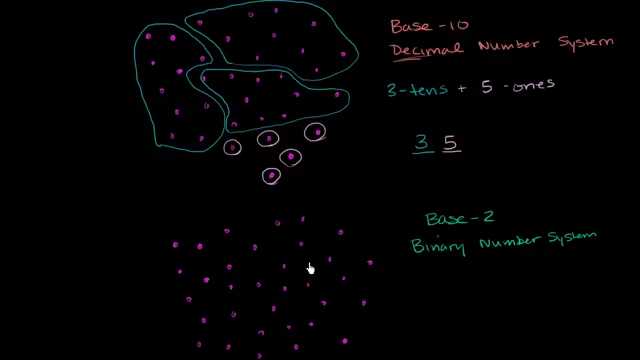 Base-10
Decimal Number System
3-tens + 5-ones
3 5
Base-2
Binary Number System